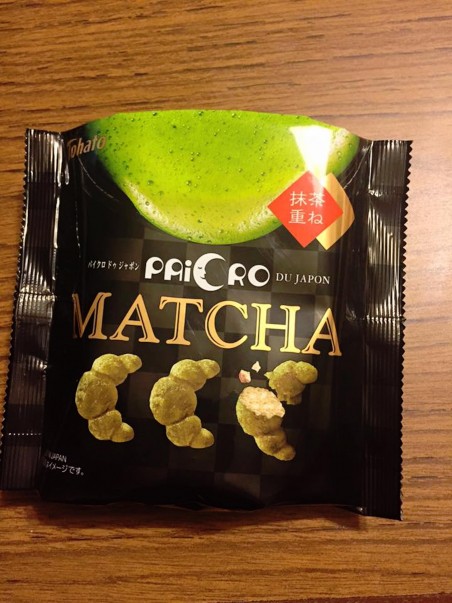 Tohato
抹茶
重ね
パイクロ ドゥ ジャポン
PAiCRO
DU JAPON
MATCHA
JAPAN
イメージです。